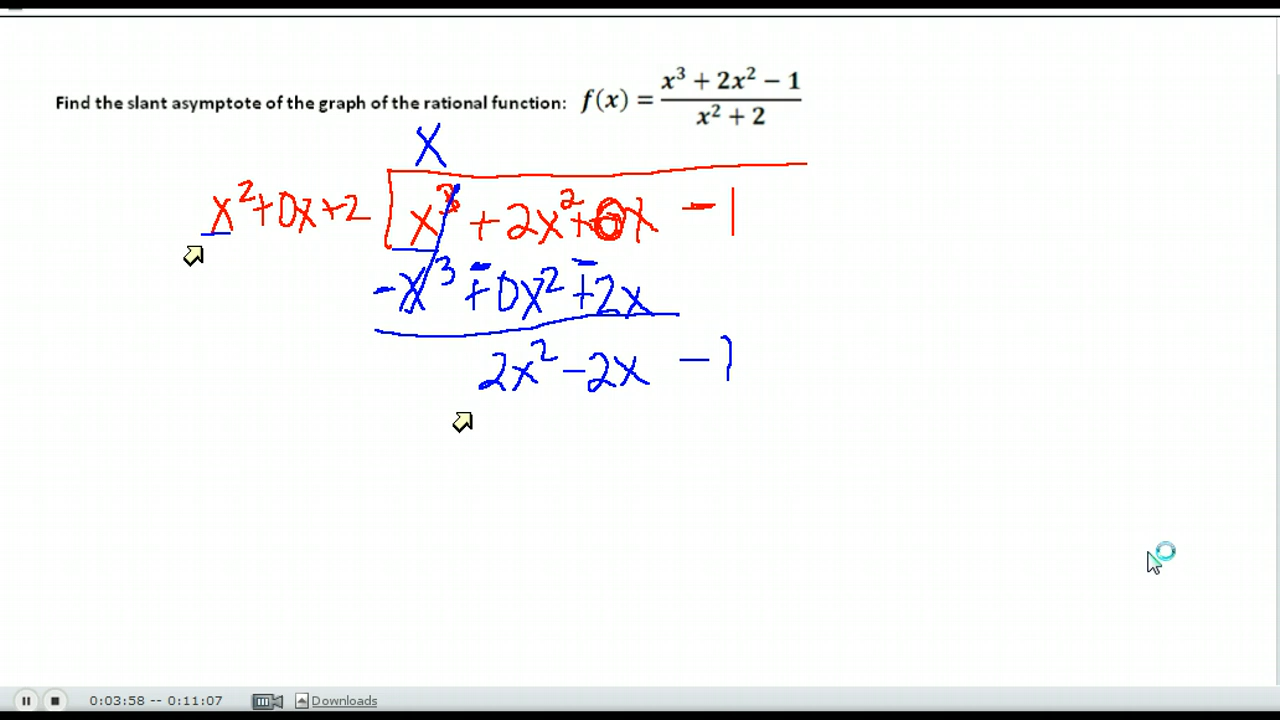 Find the slant asymptote of the graph of the rational function: f(x) = (x³ + 2x² − 1)/(x² + 2)
x
x²+0x+2 x³ + 2x² + 0x − 1
-x³ +- 0x² +- 2x
2x² - 2x - 1
0:03:58 -- 0:11:07 Downloads